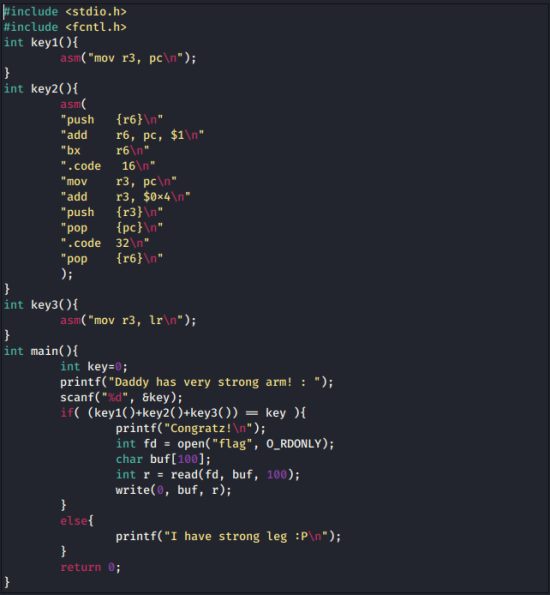 #include <stdio.h>
#include <fcntl.h>
int key1(){
        asm("mov r3, pc\n");
}
int key2(){
        asm(
        "push   {r6}\n"
        "add    r6, pc, $1\n"
        "bx     r6\n"
        ".code   16\n"
        "mov    r3, pc\n"
        "add    r3, $0×4\n"
        "push   {r3}\n"
        "pop    {pc}\n"
        ".code  32\n"
        "pop    {r6}\n"
        );
}
int key3(){
        asm("mov r3, lr\n");
}
int main(){
        int key=0;
        printf("Daddy has very strong arm! : ");
        scanf("%d", &key);
        if( (key1()+key2()+key3()) == key ){
                printf("Congratz!\n");
                int fd = open("flag", O_RDONLY);
                char buf[100];
                int r = read(fd, buf, 100);
                write(0, buf, r);
        }
        else{
                printf("I have strong leg :P\n");
        }
        return 0;
}